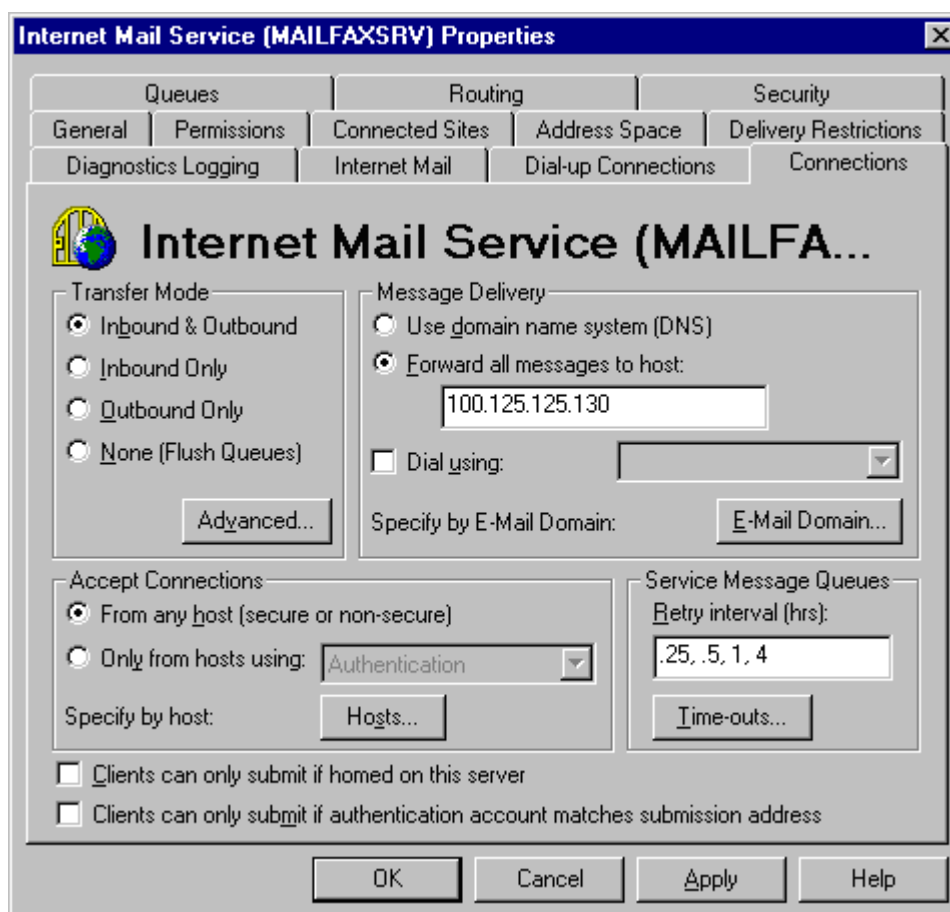 Internet Mail Service (MAILFAXSRV) Properties
Queues Routing Security
General Permissions Connected Sites Address Space Delivery Restrictions
Diagnostics Logging Internet Mail Dial-up Connections Connections
Internet Mail Service (MAILFA...
Transfer Mode
Inbound & Outbound
Inbound Only
Outbound Only
None (Flush Queues)
Advanced...
Message Delivery
Use domain name system (DNS)
Forward all messages to host:
100.125.125.130
Dial using:
Specify by E-Mail Domain: E-Mail Domain...
Accept Connections
From any host (secure or non-secure)
Only from hosts using: Authentication
Specify by host: Hosts...
Service Message Queues
Retry interval (hrs):
.25, .5, 1, 4
Time-outs...
Clients can only submit if homed on this server
Clients can only submit if authentication account matches submission address
OK Cancel Apply Help